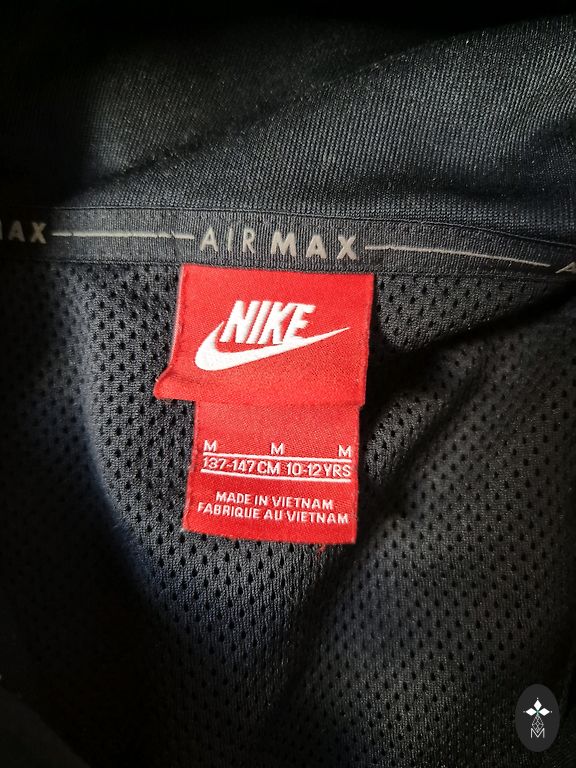 AX AIR MAX A
NIKE
M M M
137-147 CM 10-12 YRS
MADE IN VIETNAM
FABRIQUE AU VIETNAM
M